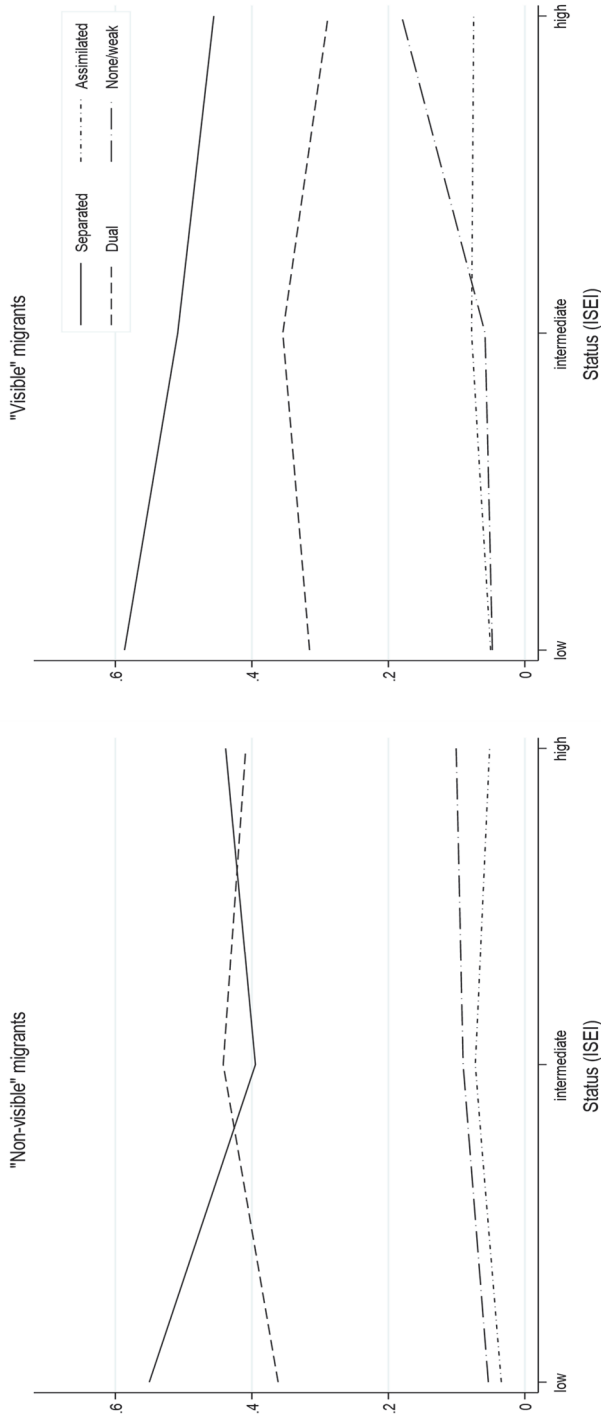 "Non-visible" migrants
.6
.4
.2
0
low
intermediate
high
Status (ISEI)
"Visible" migrants
Separated
Assimilated
Dual
None/weak
.6
.4
.2
0
low
intermediate
high
Status (ISEI)